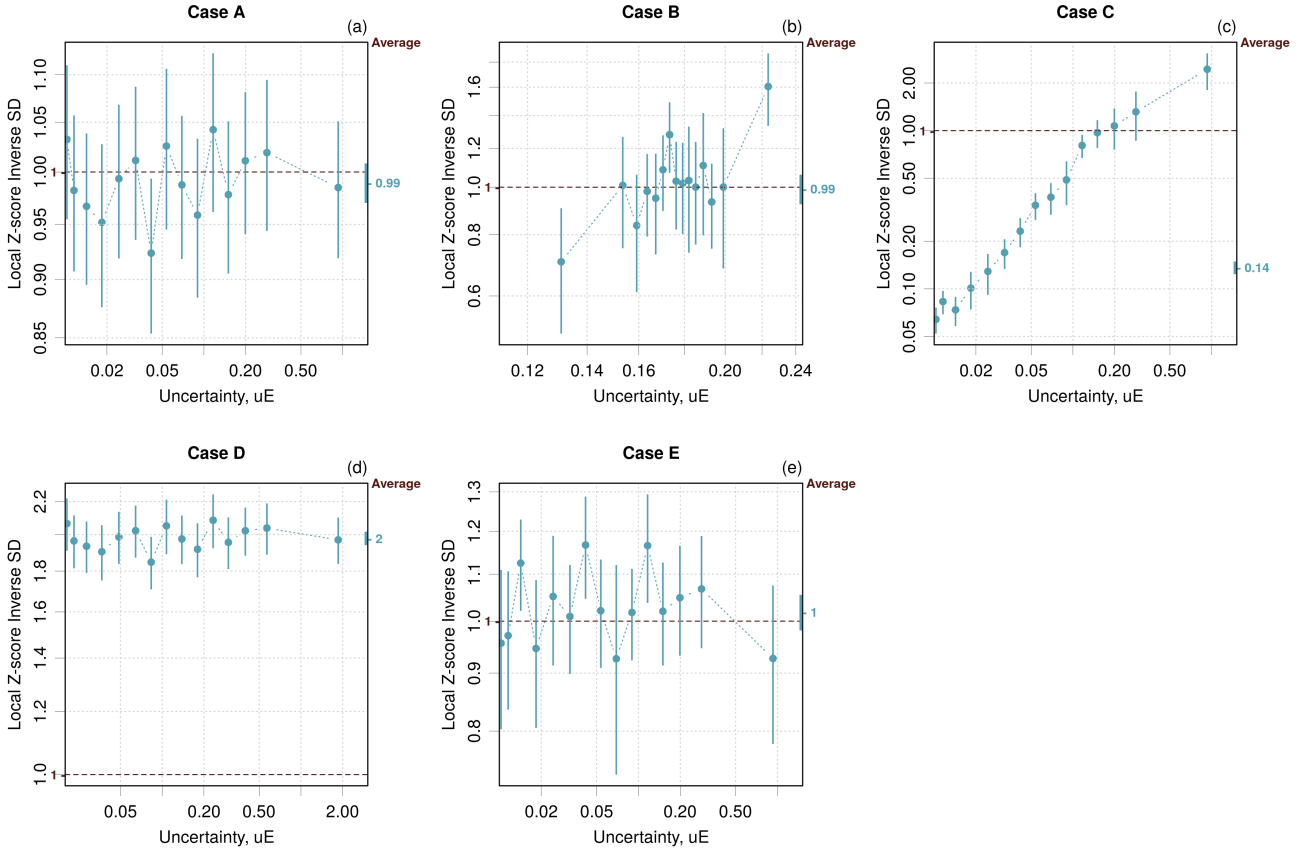 Case A
(a)
Average
Local Z-score Inverse SD
0.85 0.90 0.95 1.00 1.05 1.10
1
0.99
0.02 0.05 0.20 0.50
Uncertainty, uE
Case B
(b)
Average
Local Z-score Inverse SD
0.6 0.8 1.0 1.2 1.6
1
0.99
0.12 0.14 0.16 0.20 0.24
Uncertainty, uE
Case C
(c)
Average
Local Z-score Inverse SD
0.05 0.10 0.20 0.50 1.00 2.00
1
0.14
0.02 0.05 0.20 0.50
Uncertainty, uE
Case D
(d)
Average
Local Z-score Inverse SD
1.0 1.2 1.4 1.6 1.8 2.2
1
2
0.05 0.20 0.50 2.00
Uncertainty, uE
Case E
(e)
Average
Local Z-score Inverse SD
0.8 0.9 1.0 1.1 1.2 1.3
1
1
0.02 0.05 0.20 0.50
Uncertainty, uE